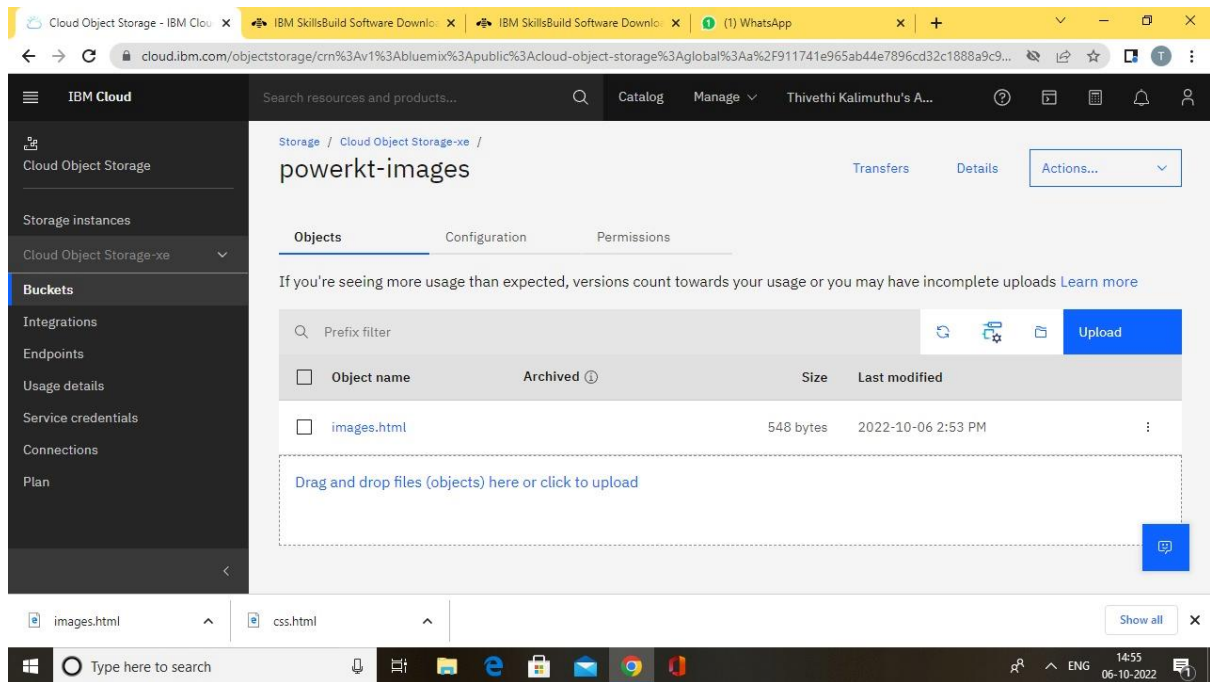 Cloud Object Storage - IBM Clou
IBM SkillsBuild Software Downloa
IBM SkillsBuild Software Downloa
(1) WhatsApp
cloud.ibm.com/objectstorage/crn%3Av1%3Abluemix%3Apublic%3Acloud-object-storage%3Aglobal%3Aa%2F911741e965ab44e7896cd32c1888a9c9...
T
IBM Cloud
Search resources and products...
Catalog
Manage
Thivethi Kalimuthu's A...
Cloud Object Storage
Storage instances
Cloud Object Storage-xe
Buckets
Integrations
Endpoints
Usage details
Service credentials
Connections
Plan
Storage / Cloud Object Storage-xe /
powerkt-images
Transfers
Details
Actions...
Objects
Configuration
Permissions
If you're seeing more usage than expected, versions count towards your usage or you may have incomplete uploads Learn more
Prefix filter
Upload
Object name Archived Size Last modified
images.html 548 bytes 2022-10-06 2:53 PM
Drag and drop files (objects) here or click to upload
images.html
css.html
Show all
Type here to search
ENG
14:55
06-10-2022
1